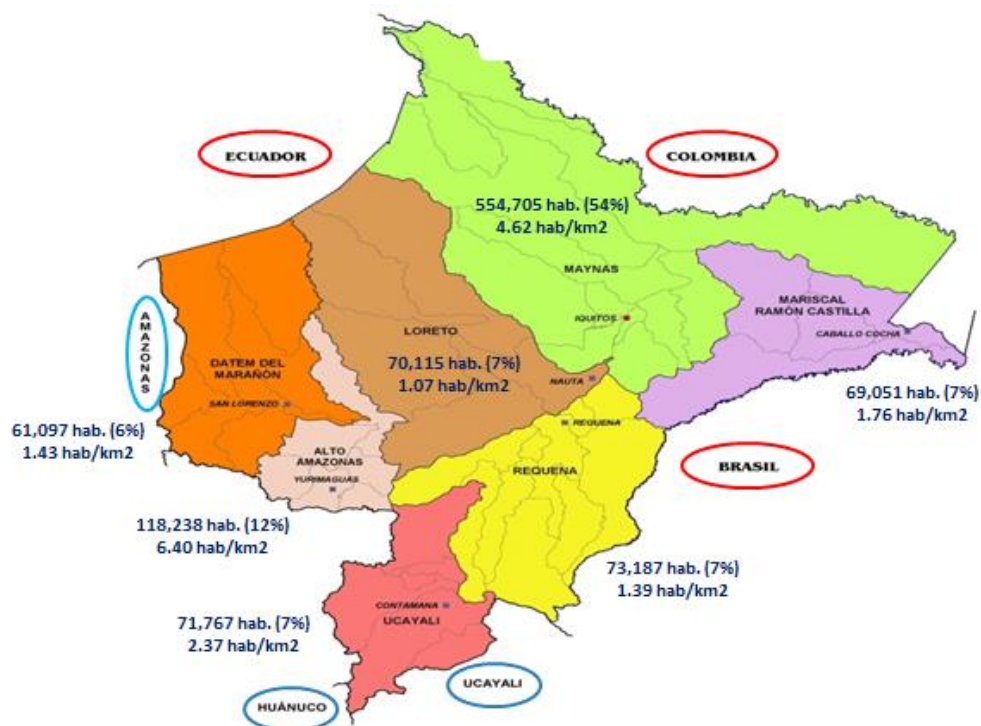 ECUADOR
COLOMBIA
554,705 hab. (54%)
4.62 hab/km2
MAYNAS
MARISCAL
RAMÓN CASTILLA
AMAZONAS
IQUITOS
LORETO
CABALLO COCHA
DATEM DEL
MARAÑÓN
70,115 hab. (7%)
1.07 hab/km2
NAUTA
69,051 hab. (7%)
1.76 hab/km2
SAN LORENZO
61,097 hab. (6%)
1.43 hab/km2
REQUENA
ALTO
AMAZONAS
YURIMAGUAS
REQUENA
BRASIL
118,238 hab. (12%)
6.40 hab/km2
73,187 hab. (7%)
1.39 hab/km2
CONTAMANA
UCAYALI
71,767 hab. (7%)
2.37 hab/km2
UCAYALI
HUÁNUCO